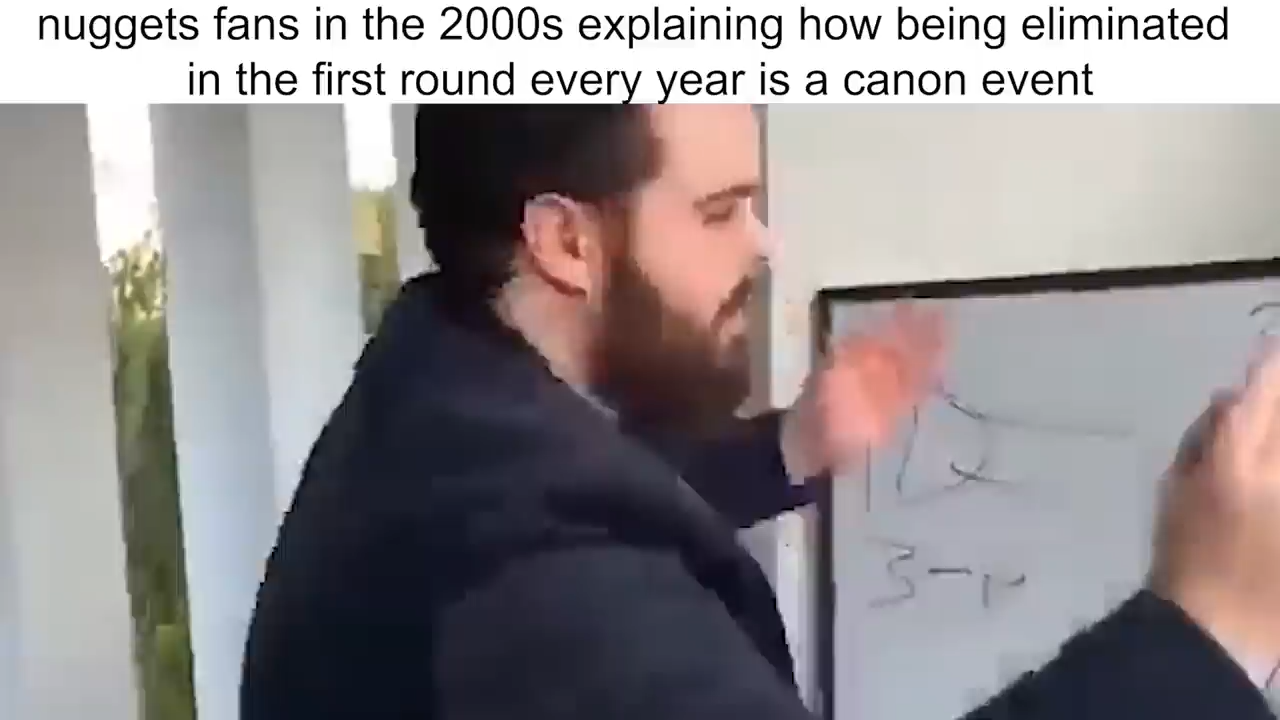 nuggets fans in the 2000s explaining how being eliminated
in the first round every year is a canon event